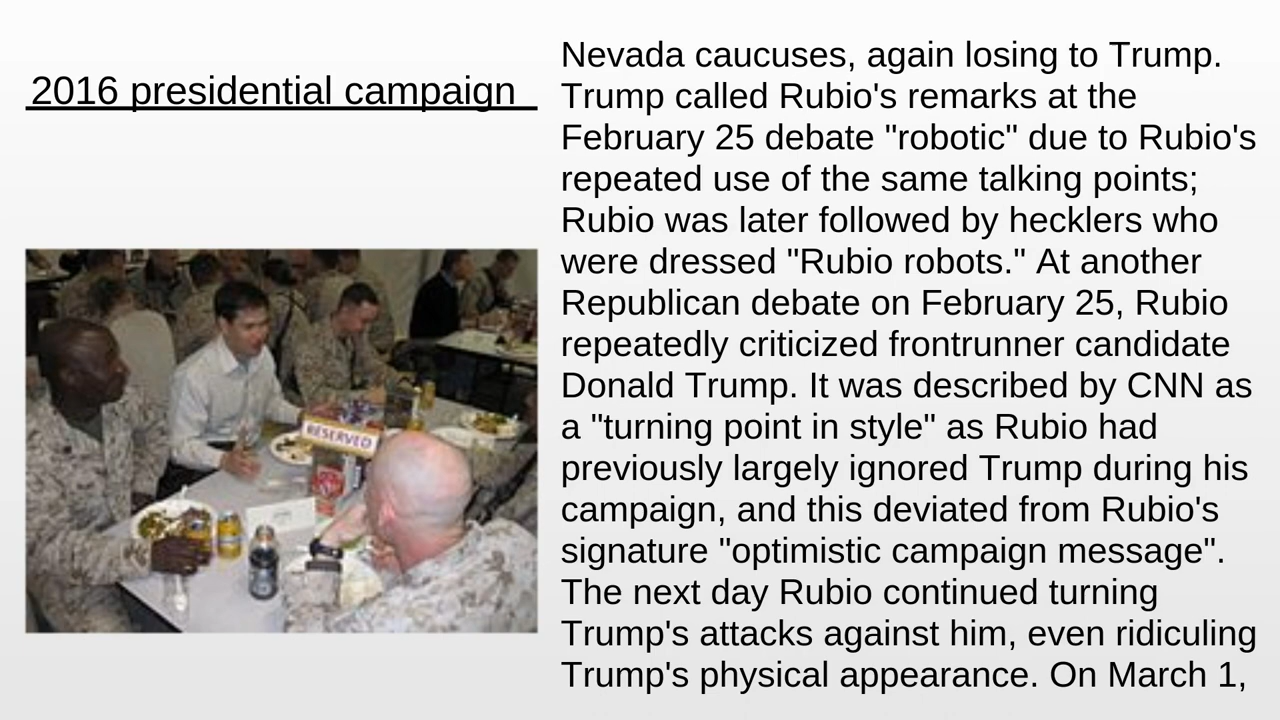 2016 presidential campaign
Nevada caucuses, again losing to Trump.
Trump called Rubio's remarks at the
February 25 debate "robotic" due to Rubio's
repeated use of the same talking points;
Rubio was later followed by hecklers who
were dressed "Rubio robots." At another
Republican debate on February 25, Rubio
repeatedly criticized frontrunner candidate
Donald Trump. It was described by CNN as
a "turning point in style" as Rubio had
previously largely ignored Trump during his
campaign, and this deviated from Rubio's
signature "optimistic campaign message".
The next day Rubio continued turning
Trump's attacks against him, even ridiculing
Trump's physical appearance. On March 1,
RESERVED